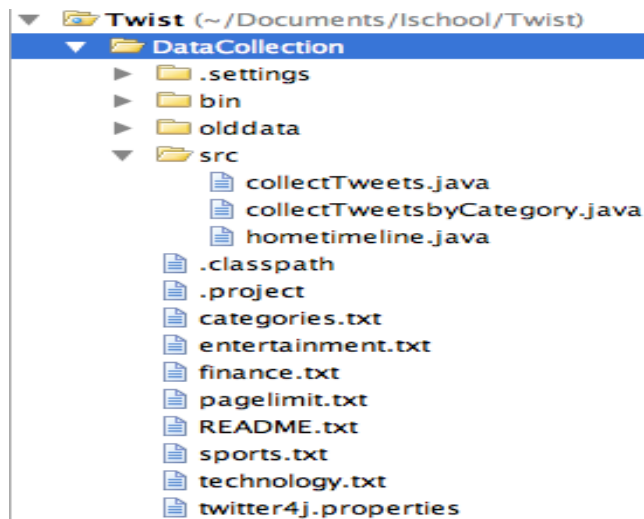 Twist (~/Documents/Ischool/Twist)
DataCollection
.settings
bin
olddata
src
collectTweets.java
collectTweetsbyCategory.java
hometimeline.java
.classpath
.project
categories.txt
entertainment.txt
finance.txt
pagelimit.txt
README.txt
sports.txt
technology.txt
twitter4j.properties